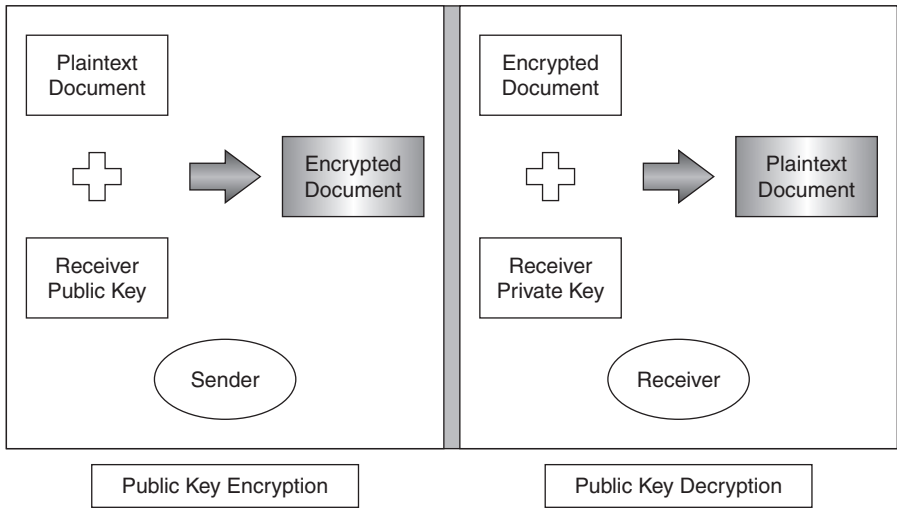 Plaintext
Document
Encrypted
Document
Receiver
Public Key
Sender
Encrypted
Document
Plaintext
Document
Receiver
Private Key
Receiver
Public Key Encryption
Public Key Decryption